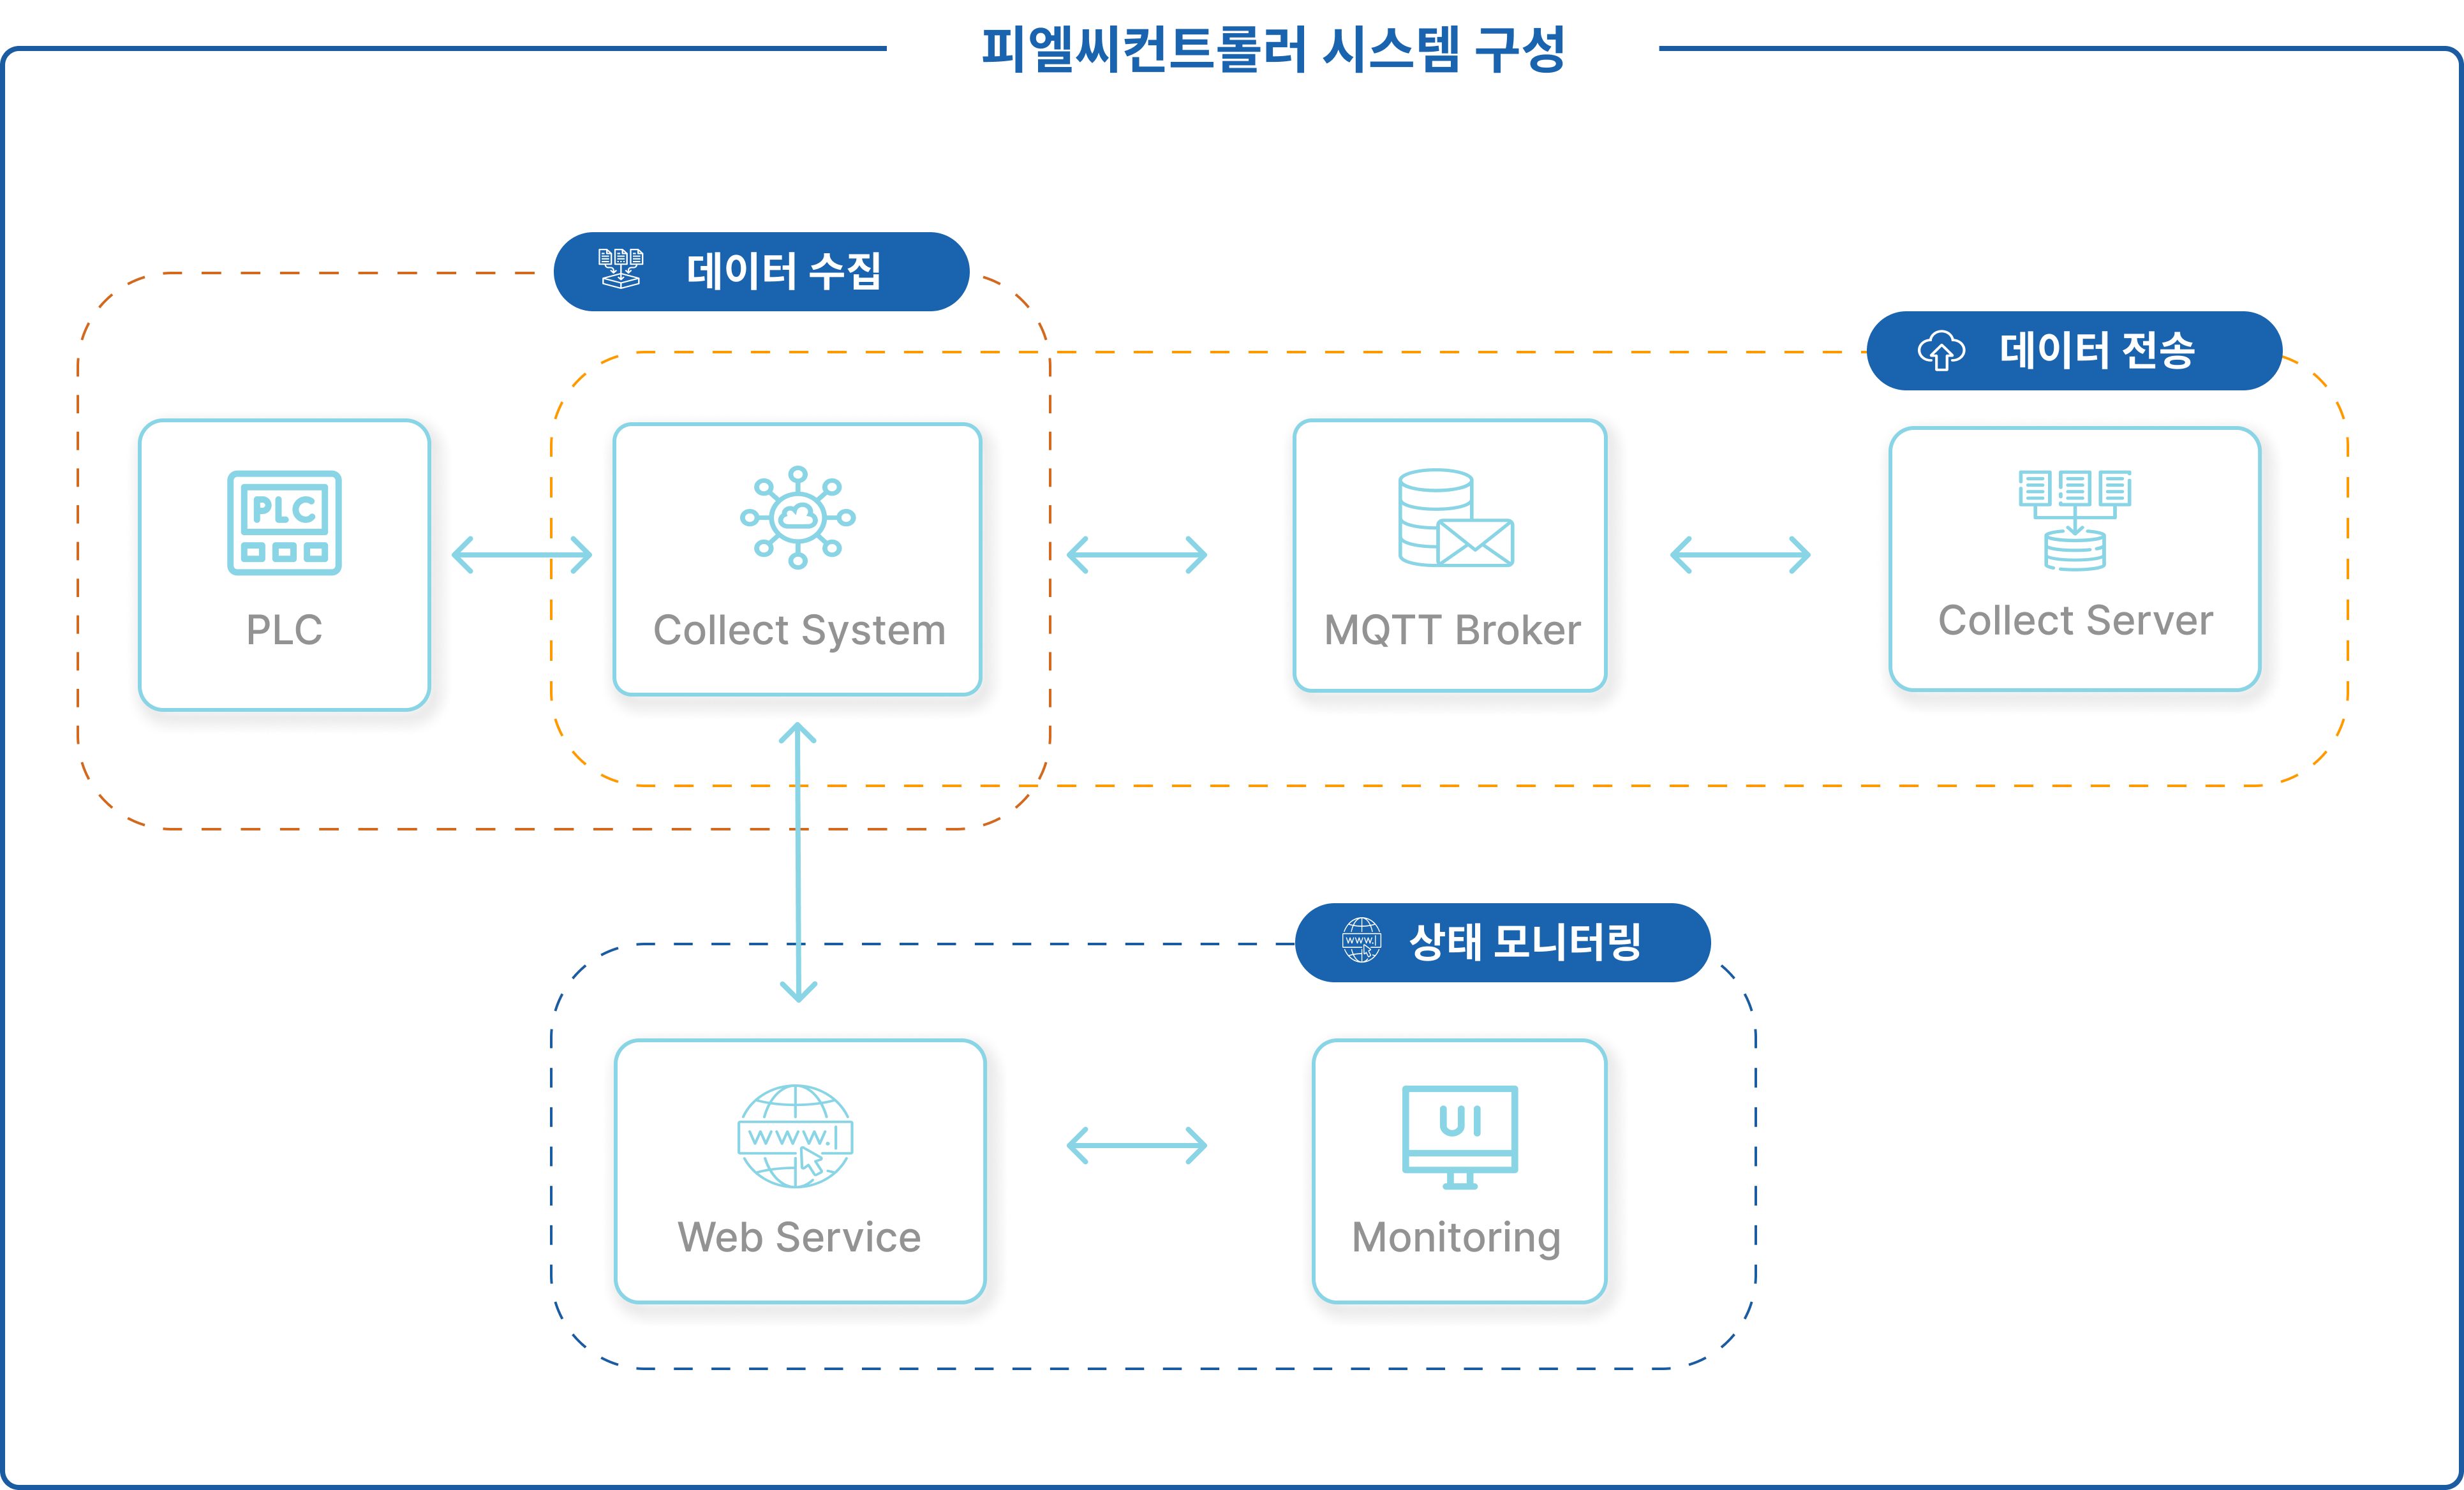 피엘씨컨트롤러 시스템 구성
데이터 수집
데이터 전송
PLC
PLC
Collect System
MQTT Broker
Collect Server
상태 모니터링
www.
www.
UI
Web Service
Monitoring